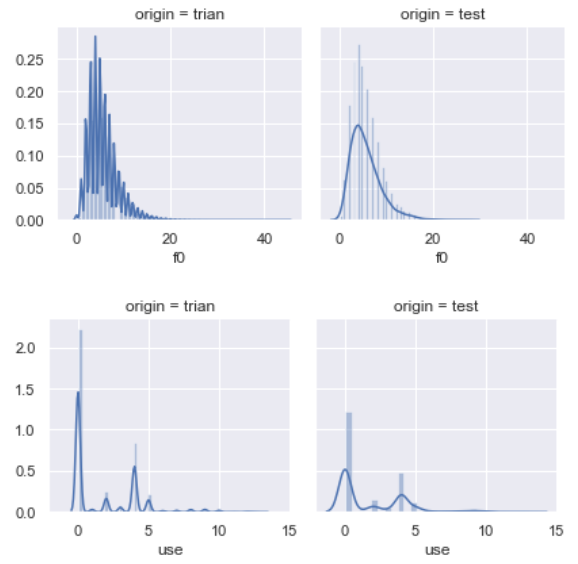 origin = trian
origin = test
0.25
0.20
0.15
0.10
0.05
0.00
0 20 40
0 20 40
f0
f0
origin = trian
origin = test
2.0
1.5
1.0
0.5
0.0
0 5 10 15
0 5 10 15
use
use